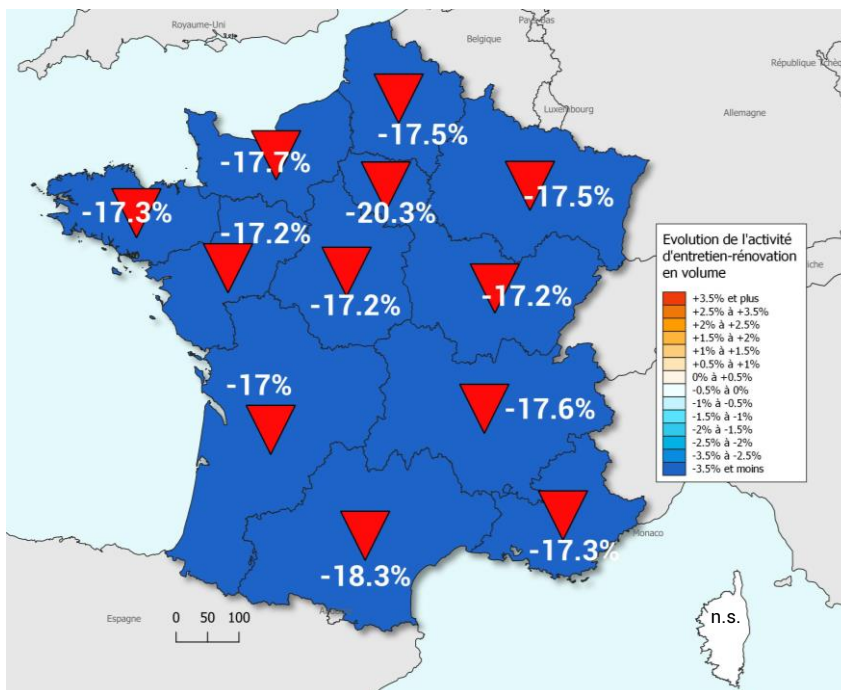 Royaume-Uni
Pays-Bas
Belgique
République Tchèq
Luxembourg
Allemagne
-17.5%
-17.7%
-17.5%
-20.3%
-17.3%
-17.2%
-17.2%
-17.2%
-17%
-17.6%
-18.3%
-17.3%
Monaco
Espagne
n.s.
0 50 100
Evolution de l'activité
d'entretien-rénovation
en volume
+3.5% et plus
+2.5% à +3.5%
+2% à +2.5%
+1.5% à +2%
+1% à +1.5%
+0.5% à +1%
0% à +0.5%
-0.5% à 0%
-1% à -0.5%
-1.5% à -1%
-2% à -1.5%
-2.5% à -2%
-3.5% à -2.5%
-3.5% et moins
iche